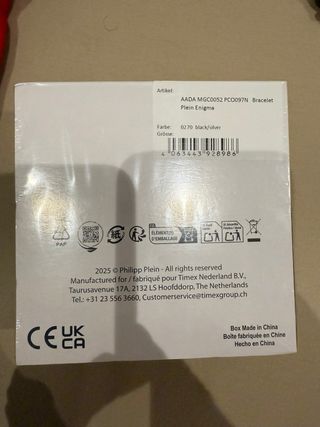 Artikel:
AADA MGC0052 PCO097N Bracelet
Plein Enigma
Farbe: 0270 black/silver
Grösse:
4 063443 928986
PAP
ÉLÉMENTS
D'EMBALLAGE
2025 © Philipp Plein - All rights reserved
Manufactured for / fabriqué pour Timex Nederland B.V.,
Taurusavenue 17A, 2132 LS Hoofddorp, The Netherlands
Tel.: +31 23 556 3660, Customerservice@timexgroup.ch
CE UK
CA
Box Made in China
Boîte fabriquée en Chine
Hecho en China